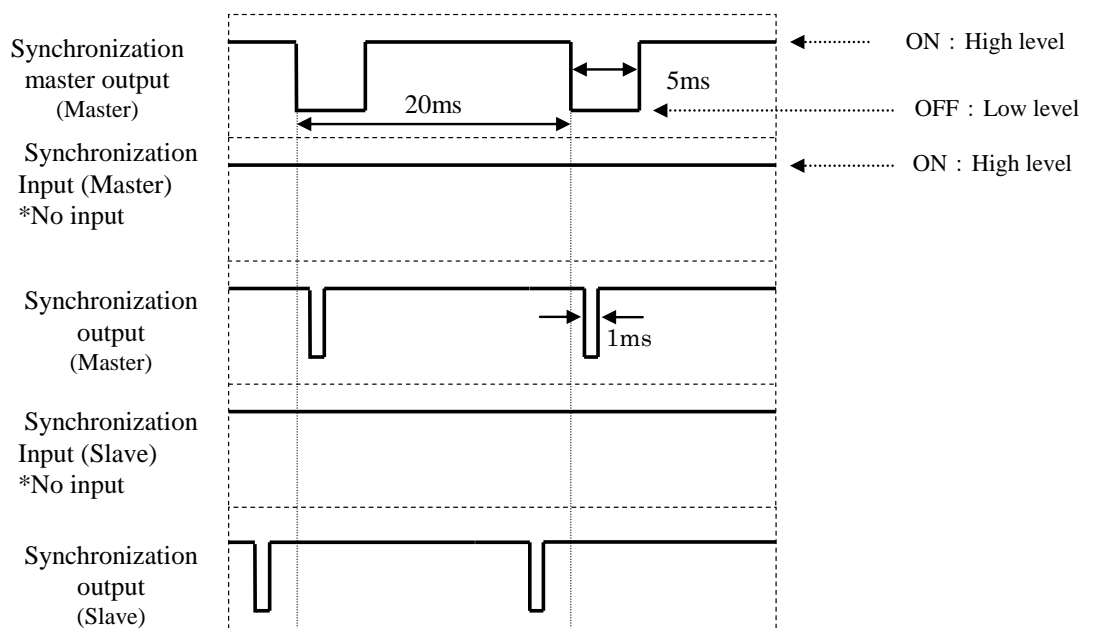 Synchronization
master output
(Master)
ON : High level
5ms
20ms
OFF : Low level
Synchronization
Input (Master)
*No input
ON : High level
Synchronization
output
(Master)
1ms
Synchronization
Input (Slave)
*No input
Synchronization
output
(Slave)